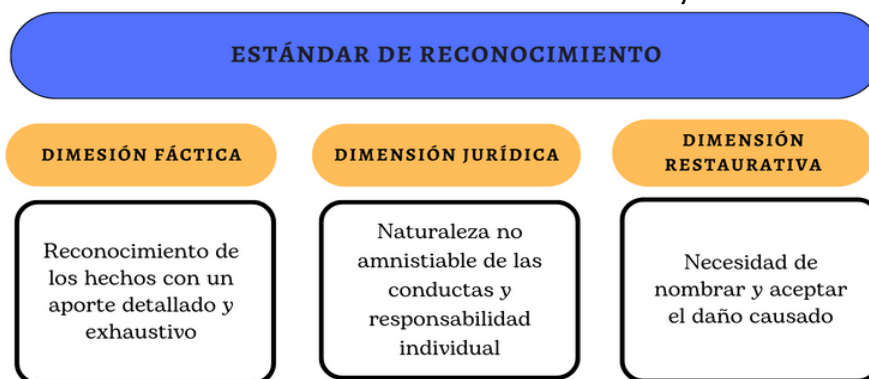 ESTÁNDAR DE RECONOCIMIENTO
DIMESIÓN FÁCTICA
Reconocimiento de
los hechos con un
aporte detallado y
exhaustivo
DIMENSIÓN JURÍDICA
Naturaleza no
amnistiable de las
conductas y
responsabilidad
individual
DIMENSIÓN
RESTAURATIVA
Necesidad de
nombrar y aceptar
el daño causado